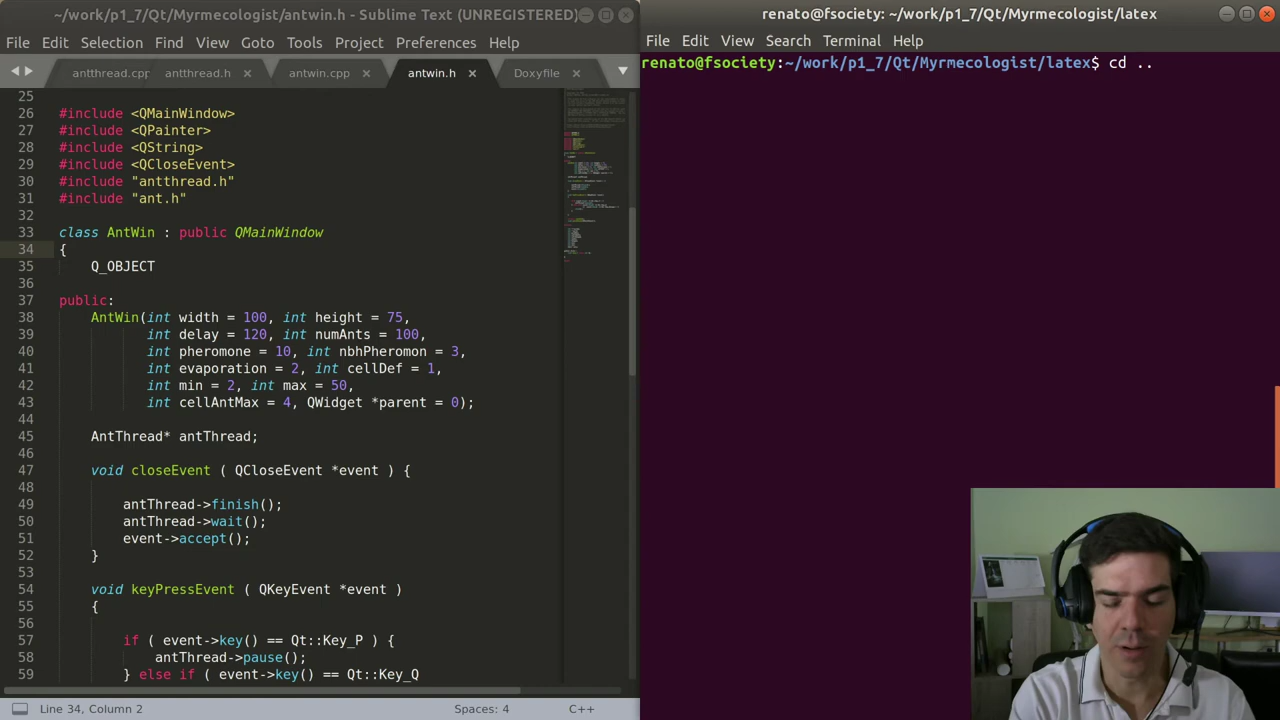 ~/work/p1_7/Qt/Myrmecologist/antwin.h - Sublime Text (UNREGISTERED)
File Edit Selection Find View Goto Tools Project Preferences Help
antthread.cpp antthread.h antwin.cpp antwin.h Doxyfile
25
26 #include <QMainWindow>
27 #include <QPainter>
28 #include <QString>
29 #include <QCloseEvent>
30 #include "antthread.h"
31 #include "ant.h"
32
33 class AntWin : public QMainWindow
34 {
35 Q_OBJECT
36
37 public:
38 AntWin(int width = 100, int height = 75,
39 int delay = 120, int numAnts = 100,
40 int pheromone = 10, int nbhPheromon = 3,
41 int evaporation = 2, int cellDef = 1,
42 int min = 2, int max = 50,
43 int cellAntMax = 4, QWidget *parent = 0);
44
45 AntThread* antThread;
46
47 void closeEvent ( QCloseEvent *event ) {
48
49 antThread->finish();
50 antThread->wait();
51 event->accept();
52 }
53
54 void keyPressEvent ( QKeyEvent *event )
55 {
56
57 if ( event->key() == Qt::Key_P ) {
58 antThread->pause();
59 } else if ( event->key() == Qt::Key_Q
Line 34, Column 2 Spaces: 4 C++
renato@fsociety: ~/work/p1_7/Qt/Myrmecologist/latex
File Edit View Search Terminal Help
renato@fsociety:~/work/p1_7/Qt/Myrmecologist/latex$ cd ..